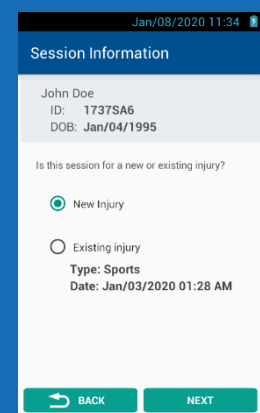 Jan/08/2020 11:34
Session Information
John Doe
ID: 1737SA6
DOB: Jan/04/1995
Is this session for a new or existing injury?
New Injury
Existing injury
Type: Sports
Date: Jan/03/2020 01:28 AM
BACK NEXT